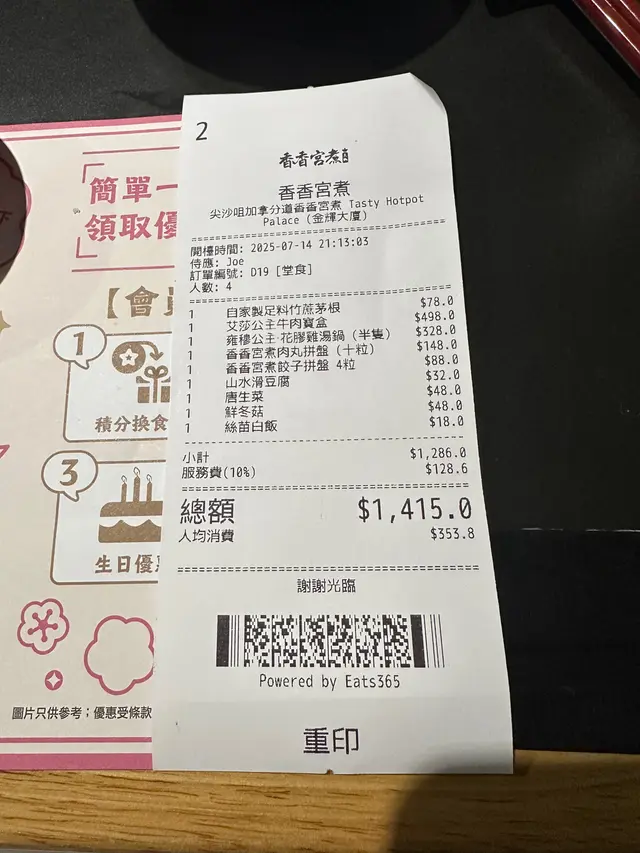 簡單一
領取優
【會員
1
積分換食
3
生日優惠
圖片只供參考；優惠受條款
2
香香宮煮
香香宮煮
尖沙咀加拿分道香香宮煮 Tasty Hotpot
Palace (金輝大廈)
開檯時間: 2025-07-14 21:13:03
侍應: Joe
訂單編號: D19 [堂食]
人數: 4
1 自家製足料竹蔗茅根 $78.0
1 艾莎公主牛肉寶盒 $498.0
1 雍穆公主·花膠雞湯鍋 (半隻) $328.0
1 香香宮煮肉丸拼盤 (十粒) $148.0
1 香香宮煮餃子拼盤 4粒 $88.0
1 山水滑豆腐 $32.0
1 唐生菜 $48.0
1 鮮冬菇 $48.0
1 絲苗白飯 $18.0
小計 $1,286.0
服務費(10%) $128.6
總額 $1,415.0
人均消費 $353.8
謝謝光臨
Powered by Eats365
重印